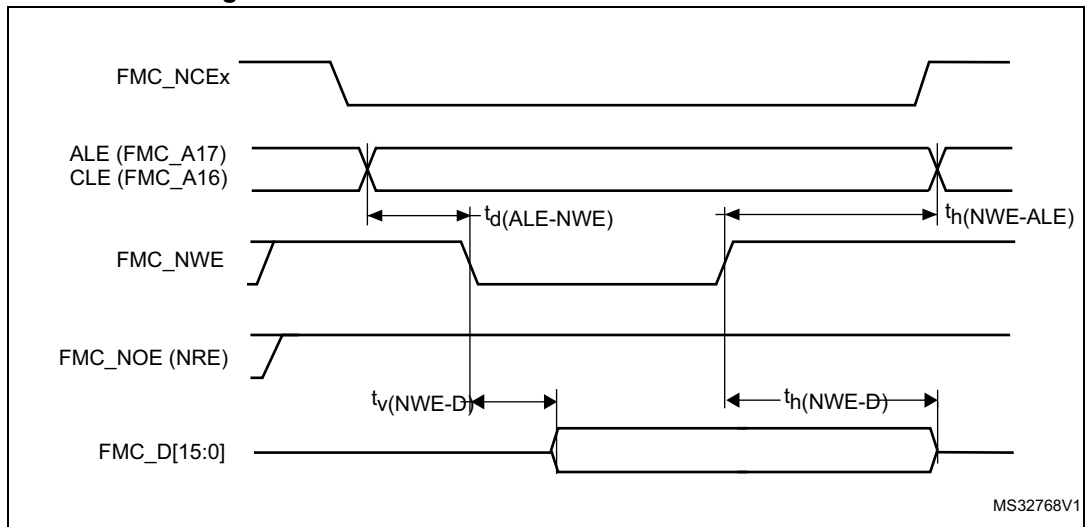 FMC_NCEx
ALE (FMC_A17)
CLE (FMC_A16)
td(ALE-NWE)
th(NWE-ALE)
FMC_NWE
FMC_NOE (NRE)
tv(NWE-D)
th(NWE-D)
FMC_D[15:0]
MS32768V1